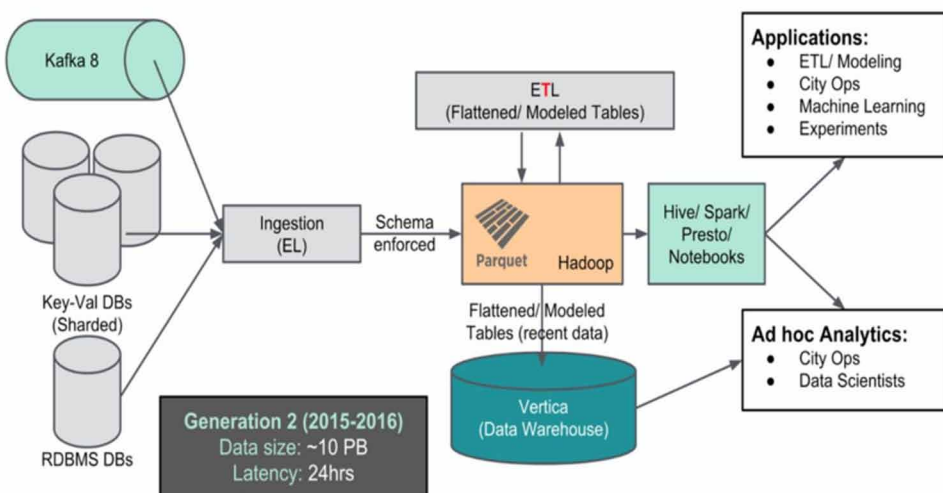 Kafka 8
Key-Val DBs
(Sharded)
RDBMS DBs
Ingestion
(EL)
Schema
enforced
ETL
(Flattened/ Modeled Tables)
Parquet
Hadoop
Flattened/ Modeled
Tables (recent data)
Vertica
(Data Warehouse)
Hive/ Spark/
Presto/
Notebooks
Applications:
● ETL/ Modeling
● City Ops
● Machine Learning
● Experiments
Ad hoc Analytics:
● City Ops
● Data Scientists
Generation 2 (2015-2016)
Data size: ~10 PB
Latency: 24hrs